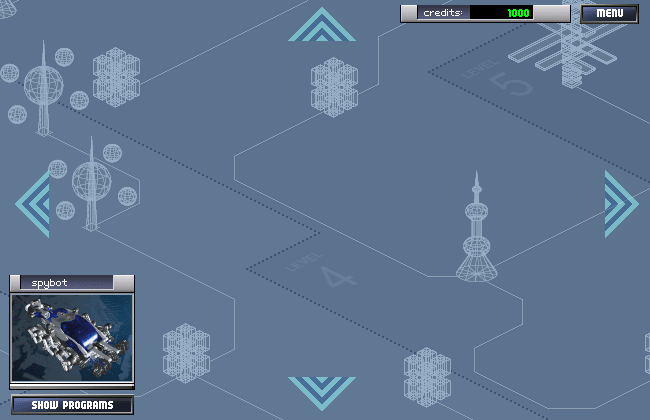 credits: 1000
MENU
LEVEL
5
LEVEL
4
spybot
SHOW PROGRAMS